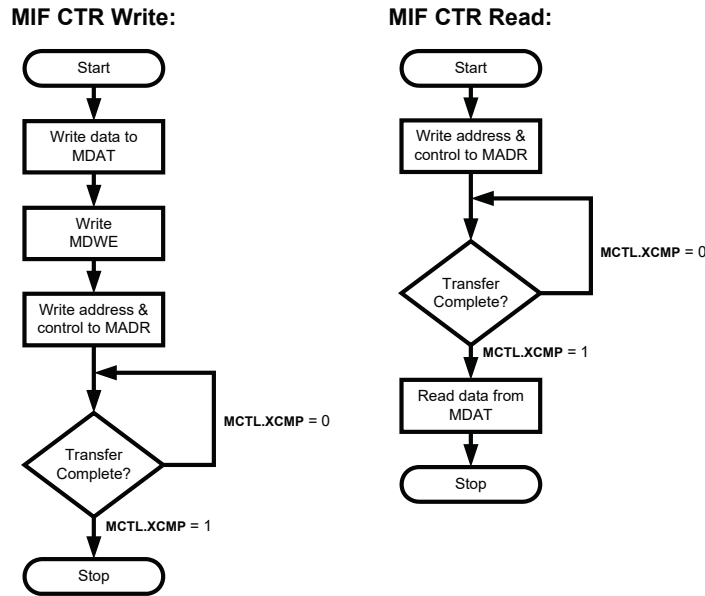 MIF CTR Write:
Start
Write data to
MDAT
Write
MDWE
Write address &
control to MADR
MCTL.XCMP = 0
Transfer
Complete?
MCTL.XCMP = 1
Stop
MIF CTR Read:
Start
Write address &
control to MADR
MCTL.XCMP = 0
Transfer
Complete?
MCTL.XCMP = 1
Read data from
MDAT
Stop